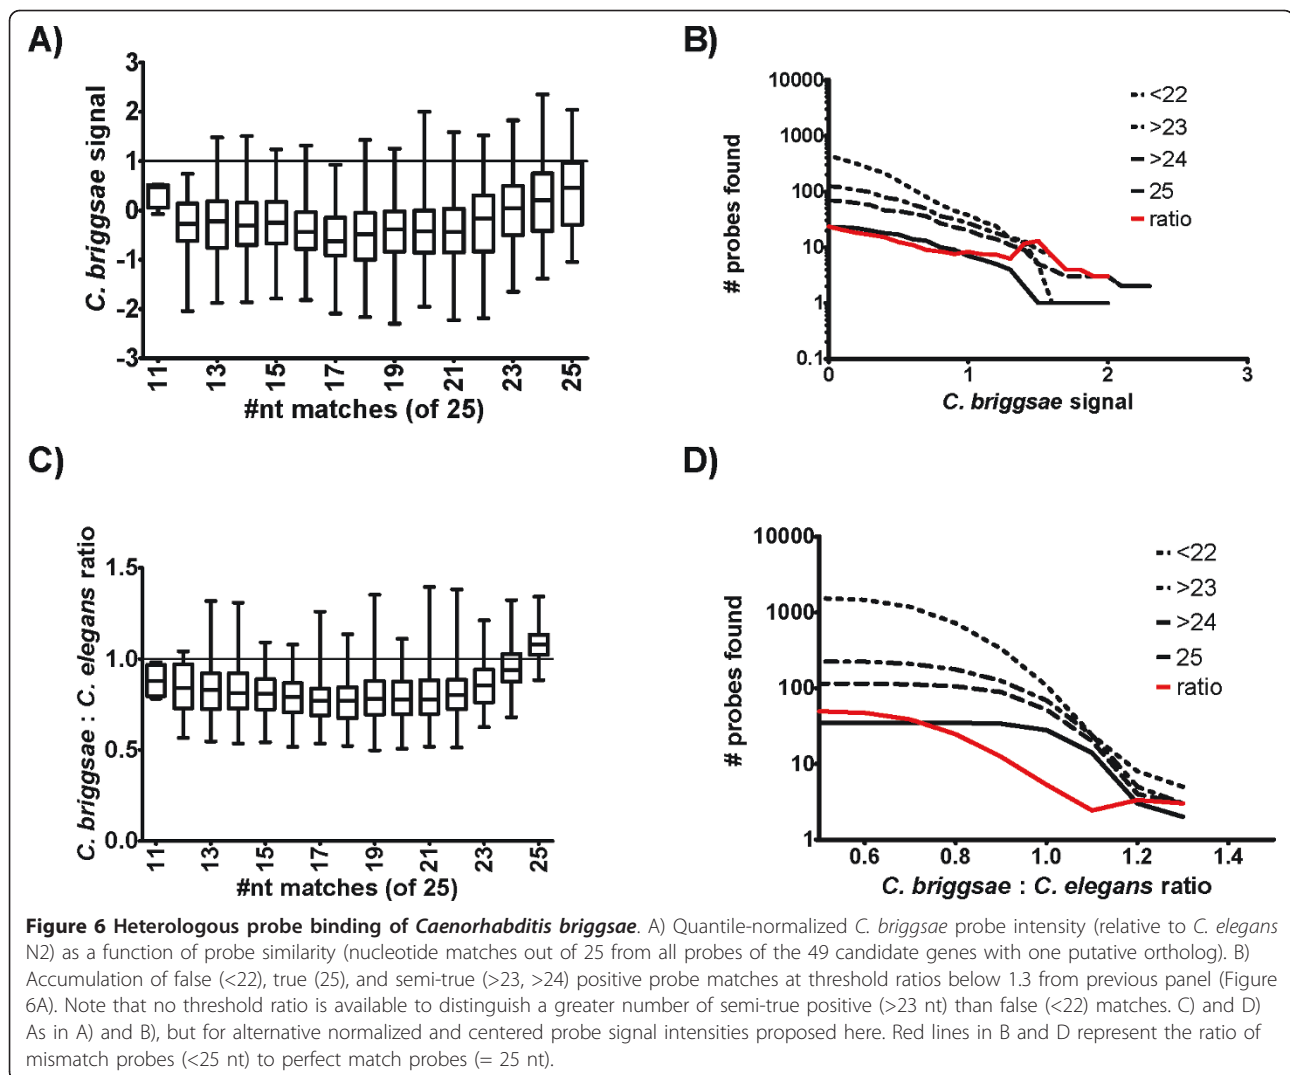 A)
C. briggsae signal
3
2
1
0
-1
-2
-3
11
13
15
17
19
21
23
25
#nt matches (of 25)
B)
# probes found
10000
1000
100
10
1
0.1
0
1
2
3
C. briggsae signal
<22
>23
>24
25
ratio
C)
C. briggsae : C. elegans ratio
1.5
1.0
0.5
0.0
11
13
15
17
19
21
23
25
#nt matches (of 25)
D)
# probes found
10000
1000
100
10
1
0.6
0.8
1.0
1.2
1.4
C. briggsae : C. elegans ratio
<22
>23
>24
25
ratio
Figure 6 Heterologous probe binding of Caenorhabditis briggsae. A) Quantile-normalized C. briggsae probe intensity (relative to C. elegans
N2) as a function of probe similarity (nucleotide matches out of 25 from all probes of the 49 candidate genes with one putative ortholog). B)
Accumulation of false (<22), true (25), and semi-true (>23, >24) positive probe matches at threshold ratios below 1.3 from previous panel (Figure
6A). Note that no threshold ratio is available to distinguish a greater number of semi-true positive (>23 nt) than false (<22) matches. C) and D)
As in A) and B), but for alternative normalized and centered probe signal intensities proposed here. Red lines in B and D represent the ratio of
mismatch probes (<25 nt) to perfect match probes (= 25 nt).